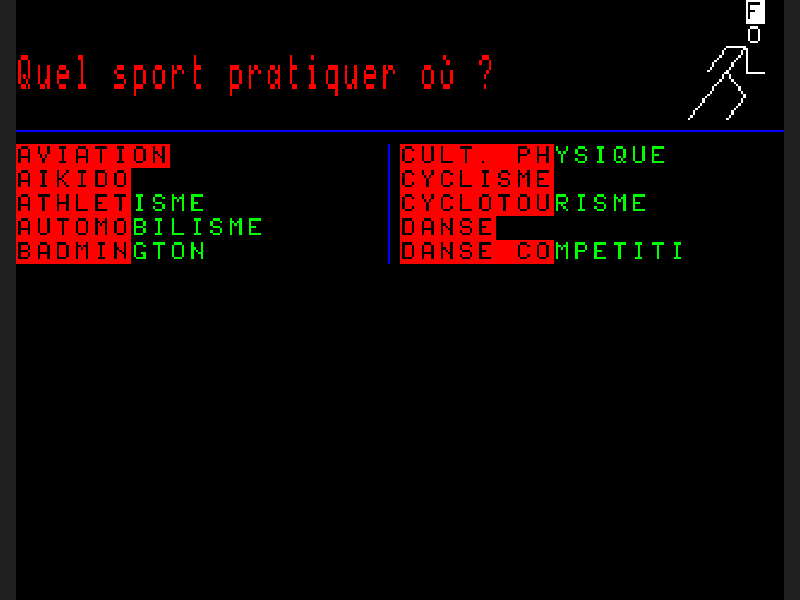 F
Quel sport pratiquer où ?
AVIATION
AIKIDO
ATHLETISME
AUTOMOBILISME
BADMINGTON
CULT. PHYSIQUE
CYCLISME
CYCLOTOURISME
DANSE
DANSE COMPETITI